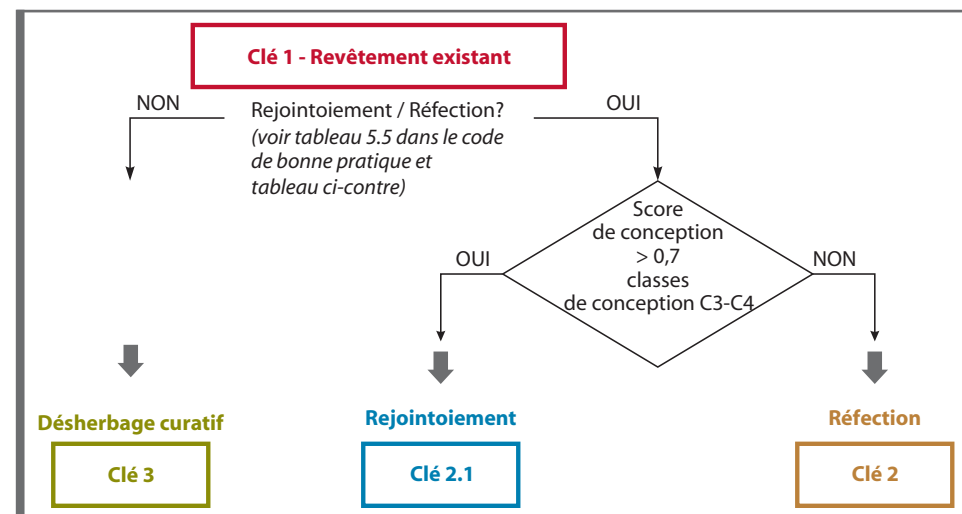 Clé 1 - Revêtement existant
NON
Rejointoiement / Réfection?
OUI
(voir tableau 5.5 dans le code
de bonne pratique et
tableau ci-contre)
Score
de conception
> 0,7
classes
de conception C3-C4
OUI
NON
Désherbage curatif
Rejointoiement
Réfection
Clé 3
Clé 2.1
Clé 2